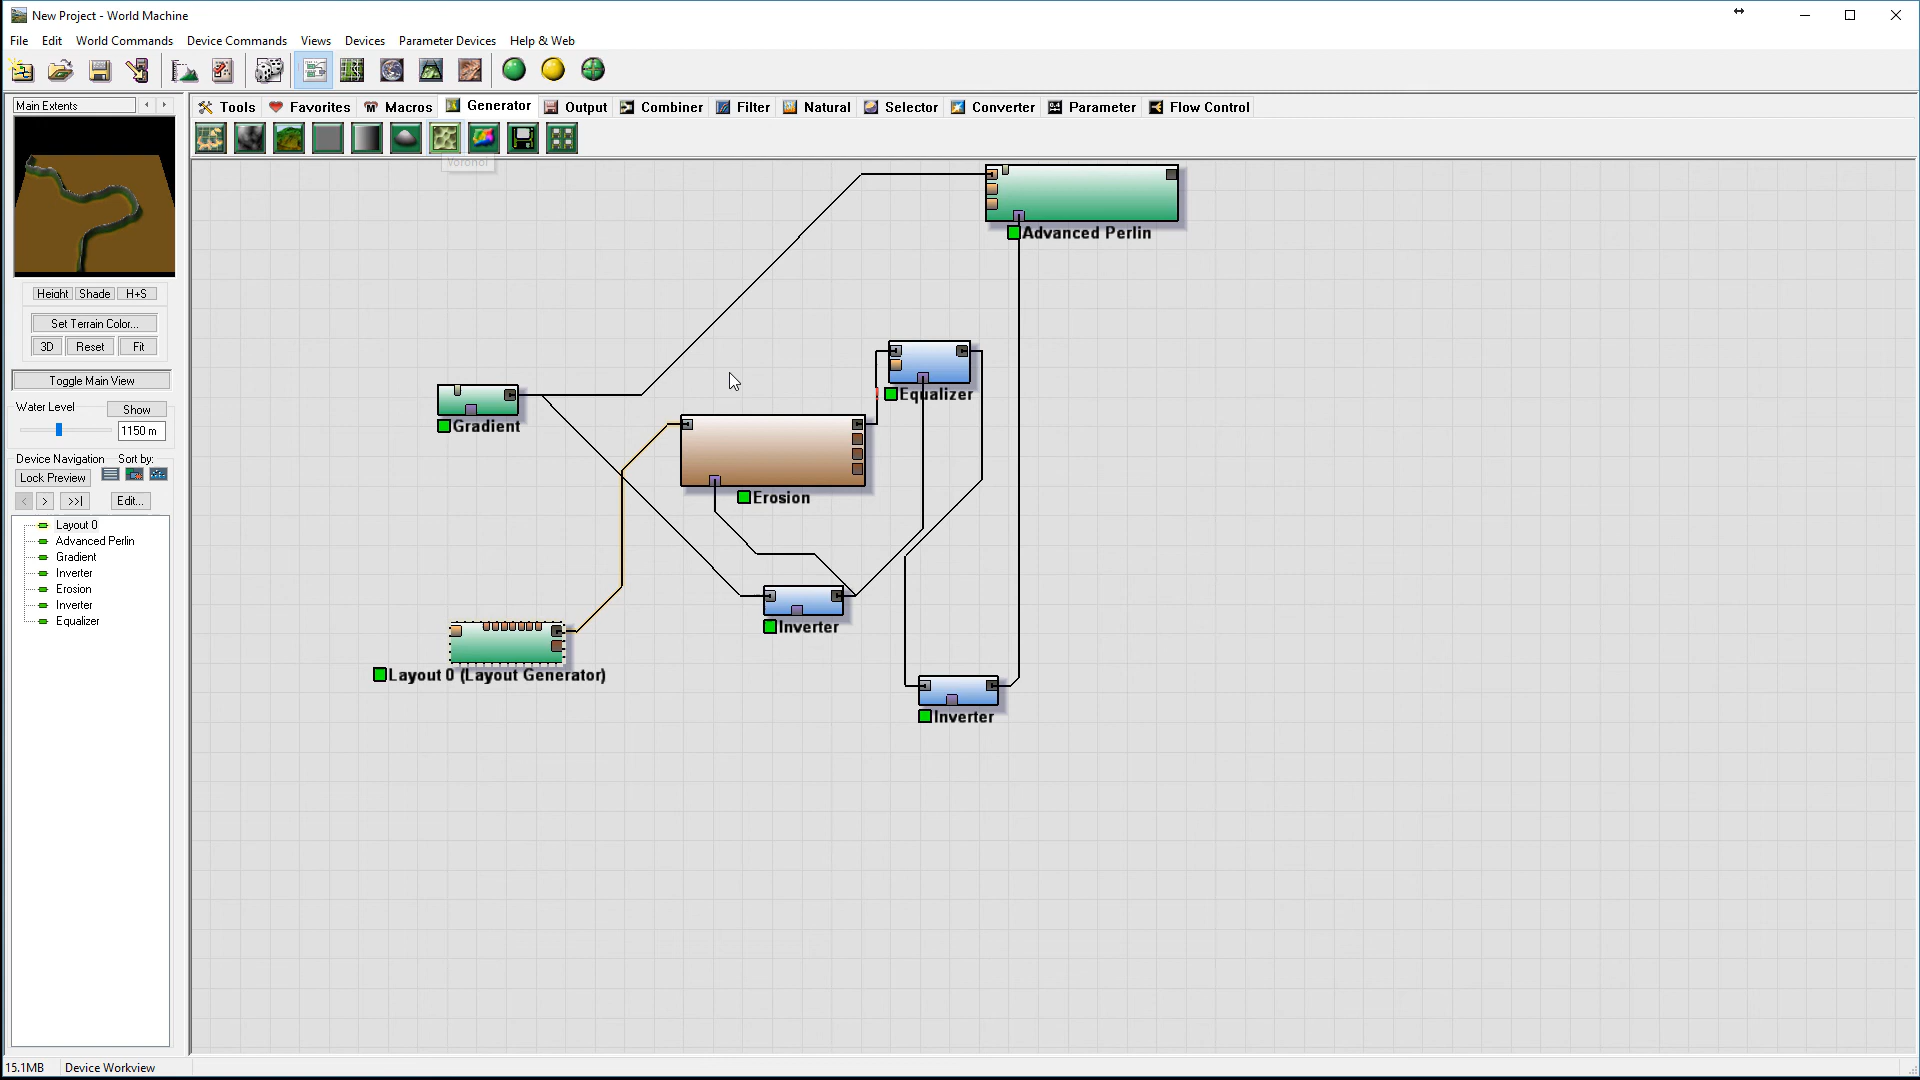 New Project - World Machine
File Edit World Commands Device Commands Views Devices Parameter Devices Help & Web
Main Extents
Tools Favorites Macros Generator Output Combiner Filter Natural Selector Converter Parameter Flow Control
Voronoi
Height Shade H+S
Set Terrain Color...
3D Reset Fit
Toggle Main View
Water Level Show
1150 m
Device Navigation Sort by:
Lock Preview
< > >>| Edit...
Layout 0
Advanced Perlin
Gradient
Inverter
Erosion
Inverter
Equalizer
Advanced Perlin
Equalizer
Gradient
Erosion
Inverter
Layout 0 (Layout Generator)
Inverter
15.1MB Device Workview